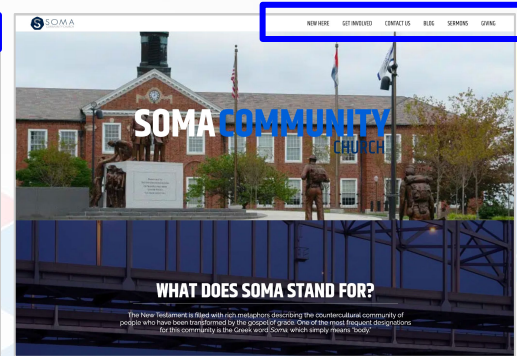 SOMA
NEW HERE GET INVOLVED CONTACT US BLOG SERMONS GIVING
SOMACOMMUNITY
CHURCH
WHAT DOES SOMA STAND FOR?
The New Testament is filled with rich metaphors describing the countercultural community of
people who have been transformed by the gospel of grace. One of the most frequent designations
for this community is the Greek word Soma, which simply means "body."